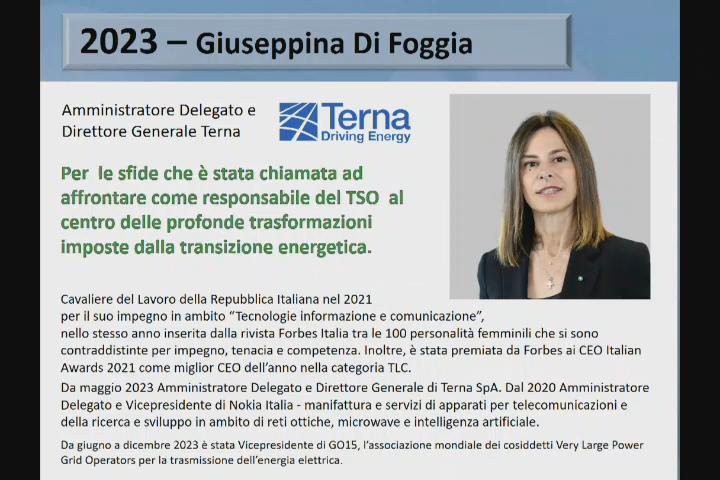 2023 – Giuseppina Di Foggia
Amministratore Delegato e
Direttore Generale Terna
Terna
Driving Energy
Per le sfide che è stata chiamata ad
affrontare come responsabile del TSO al
centro delle profonde trasformazioni
imposte dalla transizione energetica.
Cavaliere del Lavoro della Repubblica Italiana nel 2021
per il suo impegno in ambito “Tecnologie informazione e comunicazione”,
nello stesso anno inserita dalla rivista Forbes Italia tra le 100 personalità femminili che si sono
contraddistinte per impegno, tenacia e competenza. Inoltre, è stata premiata da Forbes ai CEO Italian
Awards 2021 come miglior CEO dell’anno nella categoria TLC.
Da maggio 2023 Amministratore Delegato e Direttore Generale di Terna SpA. Dal 2020 Amministratore
Delegato e Vicepresidente di Nokia Italia - manifattura e servizi di apparati per telecomunicazioni e
della ricerca e sviluppo in ambito di reti ottiche, microwave e intelligenza artificiale.
Da giugno a dicembre 2023 è stata Vicepresidente di GO15, l’associazione mondiale dei cosiddetti Very Large Power
Grid Operators per la trasmissione dell’energia elettrica.